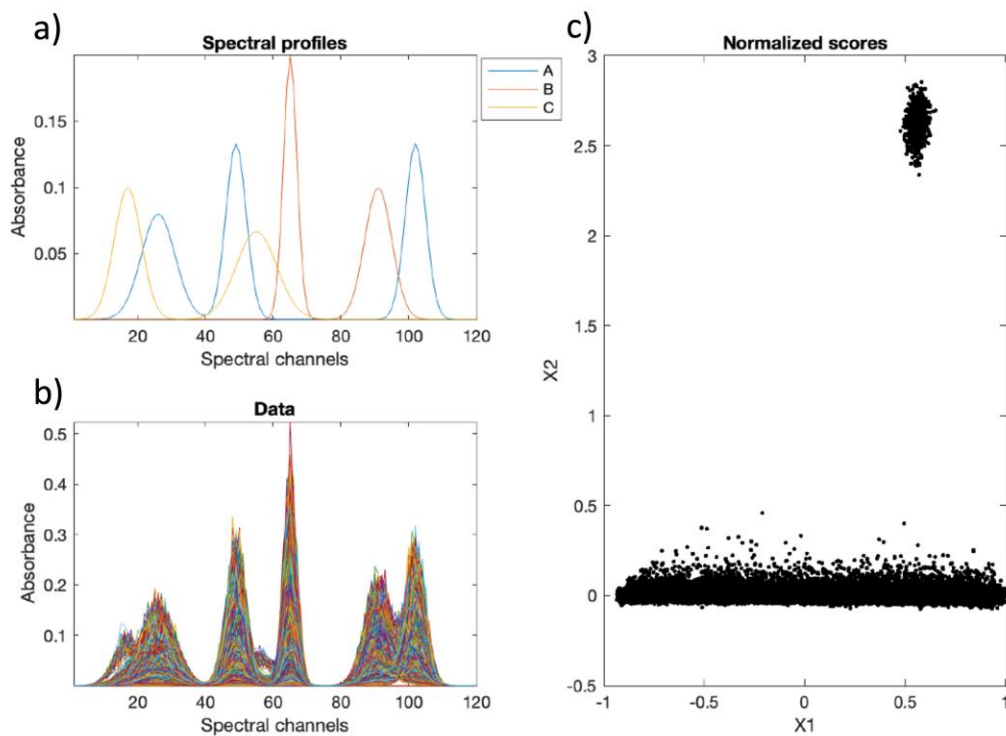 a)
Spectral profiles
0.15
0.1
0.05
Absorbance
20 40 60 80 100 120
Spectral channels
A
B
C
b)
Data
0.5
0.4
0.3
0.2
0.1
Absorbance
20 40 60 80 100 120
Spectral channels
c)
Normalized scores
3
2.5
2
1.5
1
0.5
0
-0.5
X2
-1 -0.5 0 0.5 1
X1